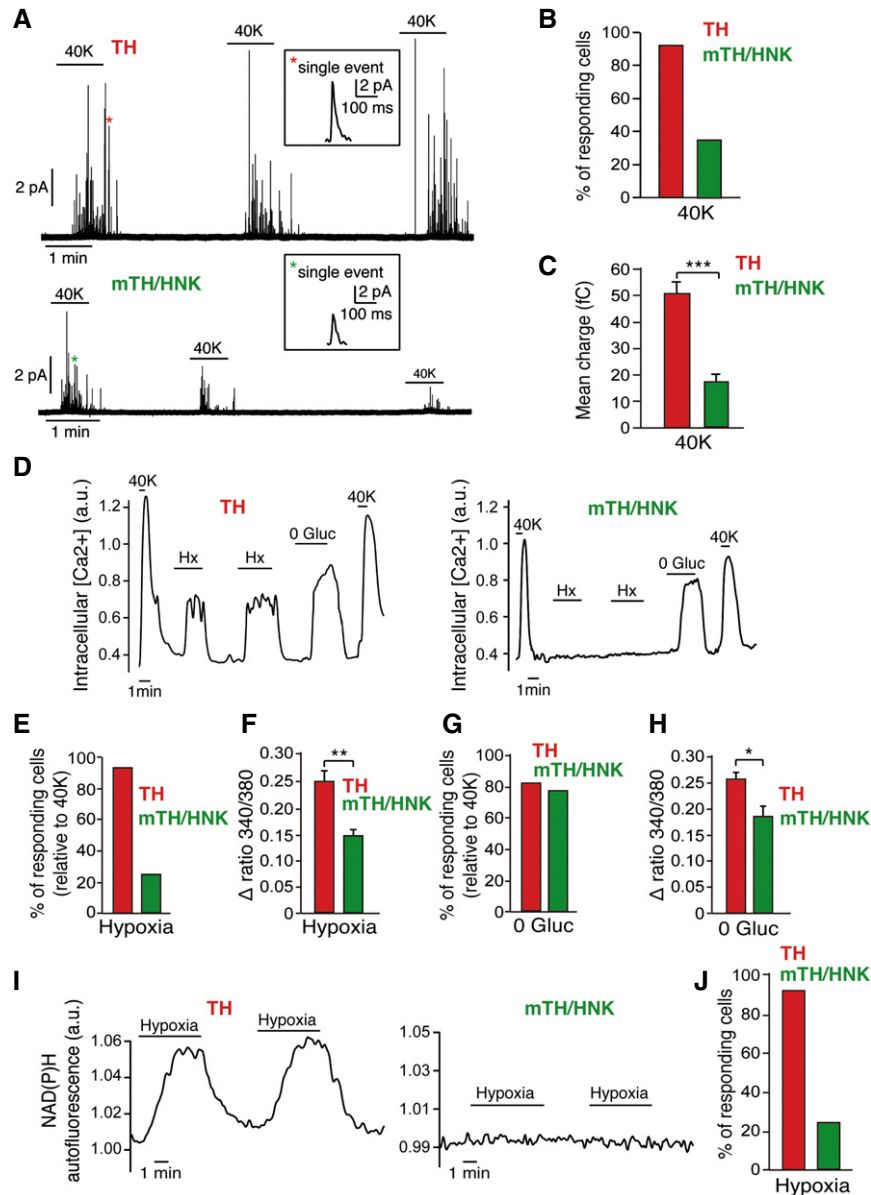 A
40K
TH
40K
40K
*single event
2 pA
100 ms
2 pA
1 min
mTH/HNK
*single event
2 pA
100 ms
40K
40K
40K
2 pA
1 min
B
TH
mTH/HNK
% of responding cells
100
80
60
40
20
0
40K
C
TH
mTH/HNK
***
Mean charge (fC)
60
50
40
30
20
10
0
40K
D
TH
Intracellular [Ca2+] (a.u.)
1.2
1.0
0.8
0.6
0.4
40K
Hx
Hx
0 Gluc
40K
1min
mTH/HNK
Intracellular [Ca2+] (a.u.)
1.2
1.0
0.8
0.6
0.4
40K
Hx
Hx
0 Gluc
40K
1min
E
% of responding cells
(relative to 40K)
100
80
60
40
20
0
TH
mTH/HNK
Hypoxia
F
Δ ratio 340/380
0.30
0.25
0.20
0.15
0.10
0.05
0
**
TH
mTH/HNK
Hypoxia
G
% of responding cells
(relative to 40K)
100
80
60
40
20
0
TH
mTH/HNK
0 Gluc
H
Δ ratio 340/380
0.30
0.25
0.20
0.15
0.10
0.05
0
*
TH
mTH/HNK
0 Gluc
I
TH
NAD(P)H
autofluorescence (a.u.)
1.06
1.04
1.02
1.00
Hypoxia
Hypoxia
1 min
mTH/HNK
1.05
1.03
1.01
0.99
Hypoxia
Hypoxia
1 min
J
TH
mTH/HNK
% of responding cells
100
80
60
40
20
0
Hypoxia